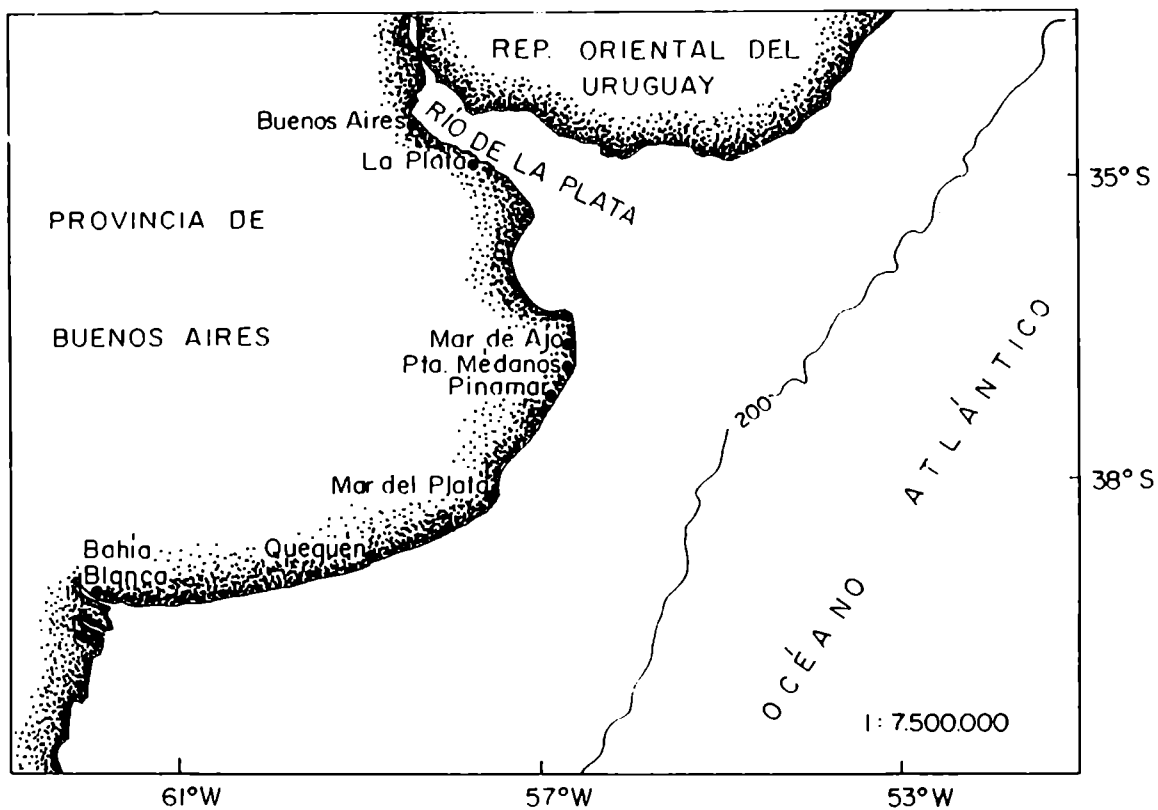 REP. ORIENTAL DEL
URUGUAY
Buenos Aires
RÍO DE LA PLATA
La Plata
35°S
PROVINCIA DE
BUENOS AIRES
Mar de Ajo
Pta. Médanos
Pinamar
200
OCÉANO ATLÁNTICO
Mar del Plata
38°S
Bahía
Blanca
Quequen
1 : 7.500.000
61°W
57°W
53°W